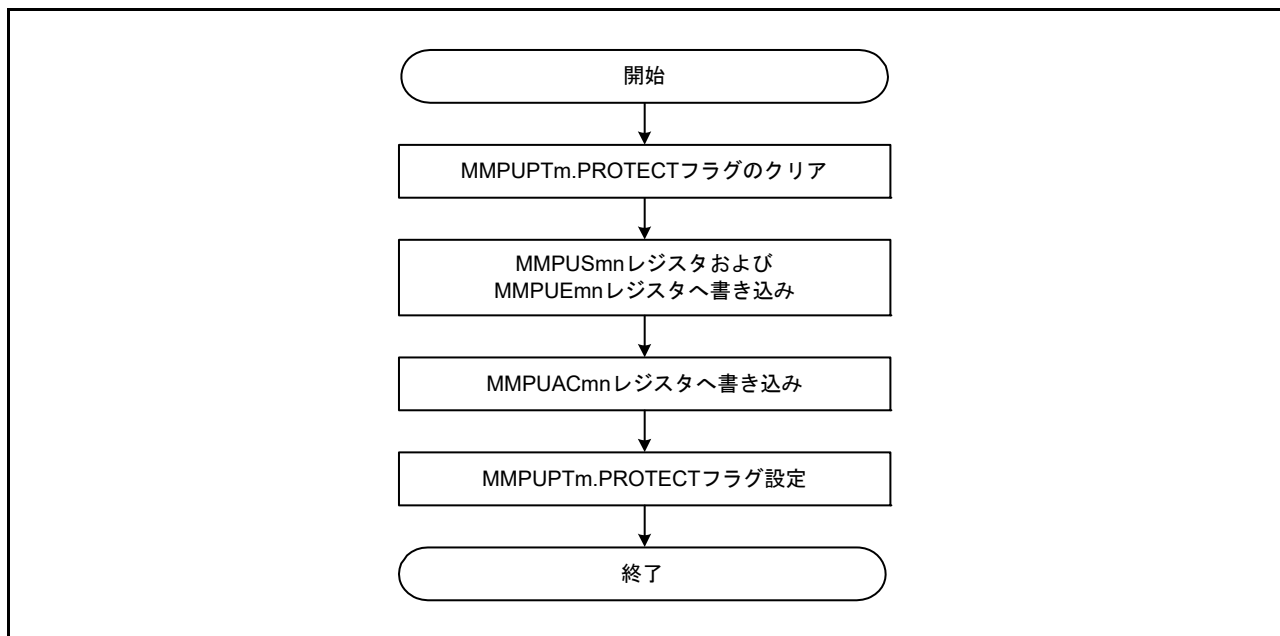 開始
MMPUPTm.PROTECTフラグのクリア
MMPUSmnレジスタおよび
MMPUEmnレジスタへ書き込み
MMPUACmnレジスタへ書き込み
MMPUPTm.PROTECTフラグ設定
終了